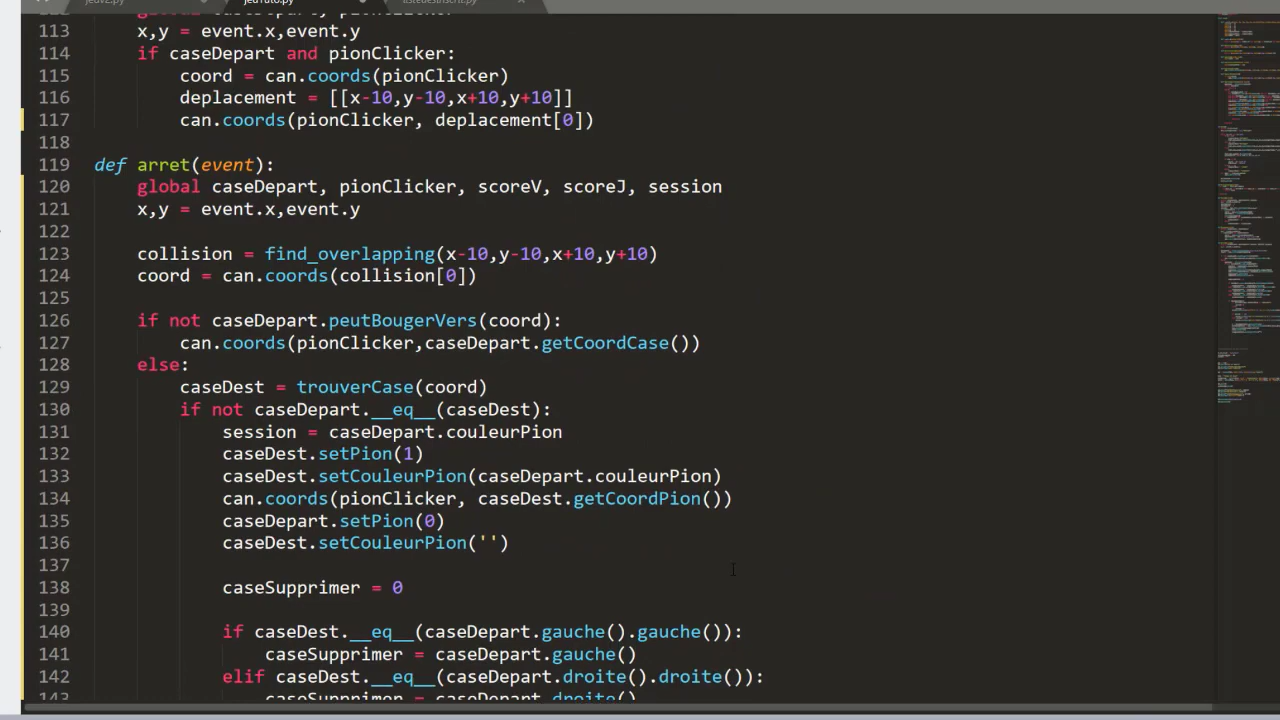 jeuTuto.py
113 x,y = event.x,event.y
114 if caseDepart and pionClicker:
115 coord = can.coords(pionClicker)
116 deplacement = [[x-10,y-10,x+10,y+10]]
117 can.coords(pionClicker, deplacement[0])
118
119 def arret(event):
120 global caseDepart, pionClicker, scoreV, scoreJ, session
121 x,y = event.x,event.y
122
123 collision = find_overlapping(x-10,y-10,x+10,y+10)
124 coord = can.coords(collision[0])
125
126 if not caseDepart.peutBougerVers(coord):
127 can.coords(pionClicker,caseDepart.getCoordCase())
128 else:
129 caseDest = trouverCase(coord)
130 if not caseDepart.__eq__(caseDest):
131 session = caseDepart.couleurPion
132 caseDest.setPion(1)
133 caseDest.setCouleurPion(caseDepart.couleurPion)
134 can.coords(pionClicker, caseDest.getCoordPion())
135 caseDepart.setPion(0)
136 caseDest.setCouleurPion('')
137
138 caseSupprimer = 0
139
140 if caseDest.__eq__(caseDepart.gauche().gauche()):
141 caseSupprimer = caseDepart.gauche()
142 elif caseDest.__eq__(caseDepart.droite().droite()):
143 caseSupprimer = caseDepart.droite()